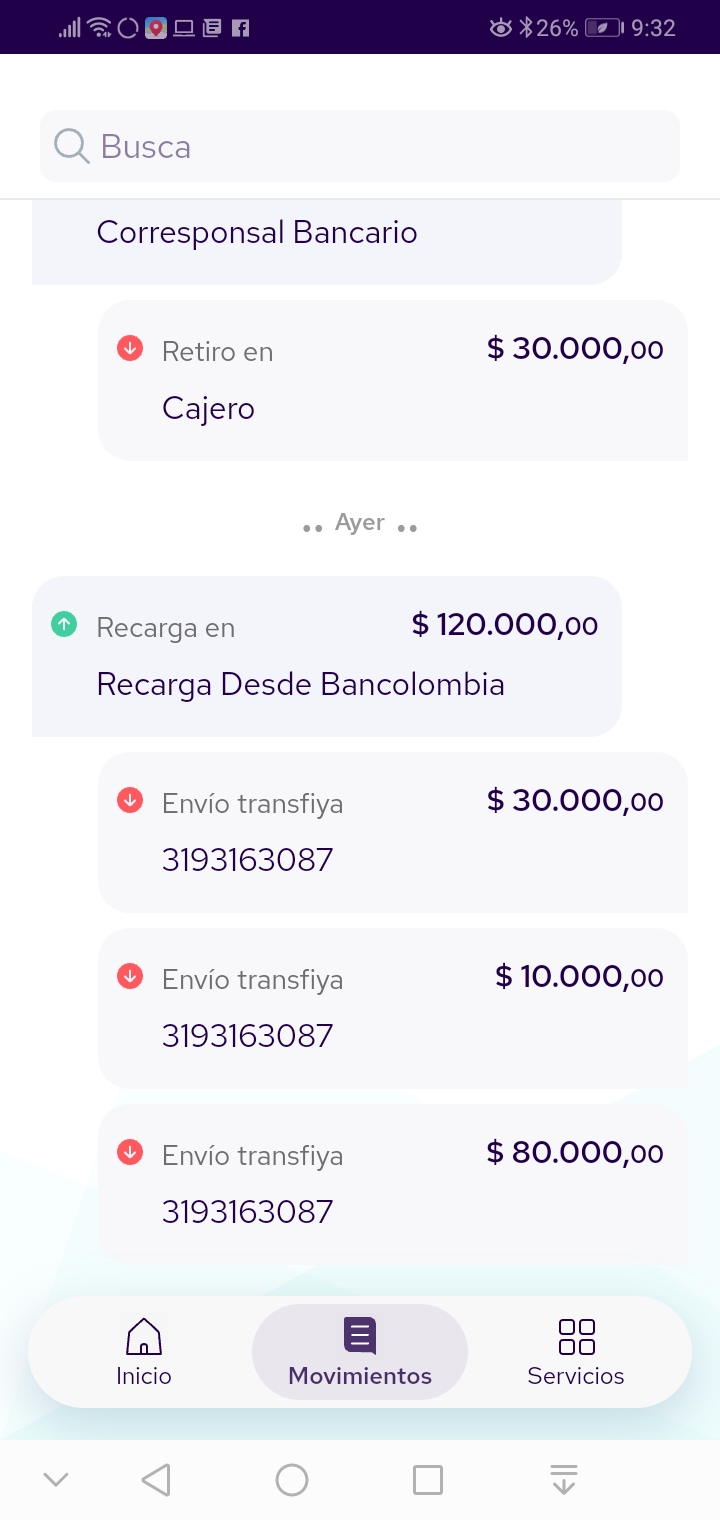 26% 9:32
Busca
Corresponsal Bancario
Retiro en $ 30.000,00
Cajero
.. Ayer ..
Recarga en $ 120.000,00
Recarga Desde Bancolombia
Envío transfiya $ 30.000,00
3193163087
Envío transfiya $ 10.000,00
3193163087
Envío transfiya $ 80.000,00
3193163087
Inicio Movimientos Servicios